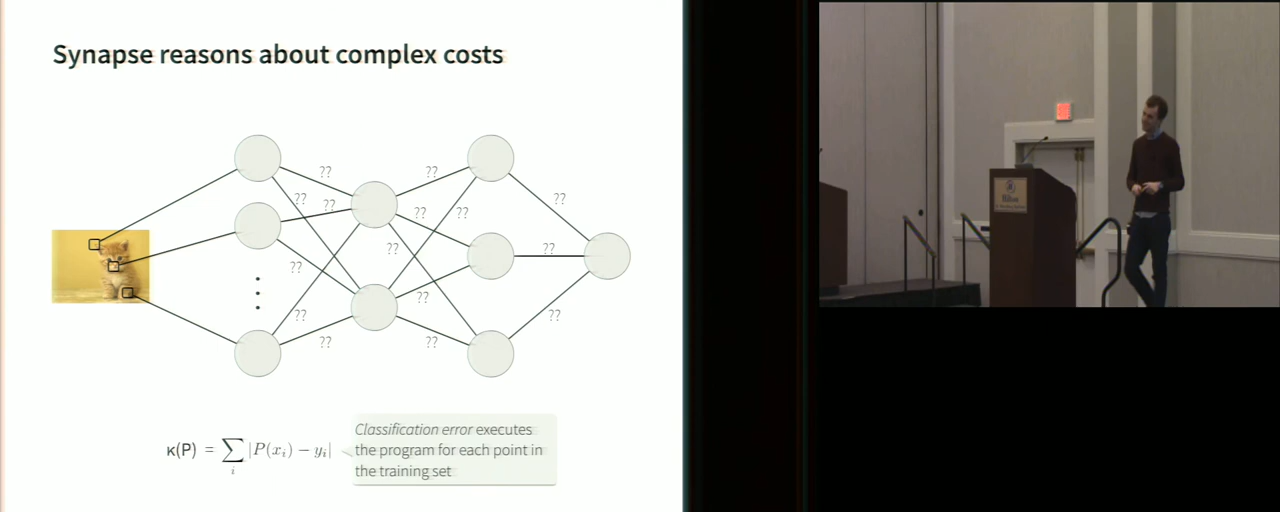 Synapse reasons about complex costs
?? ??
?? ?? ?? ?? ??
?? ?? ??
?? ?? ??
?? ??
κ(P) = ∑i |P(xi) − yi|
Classification error executes
the program for each point in
the training set
Hilton